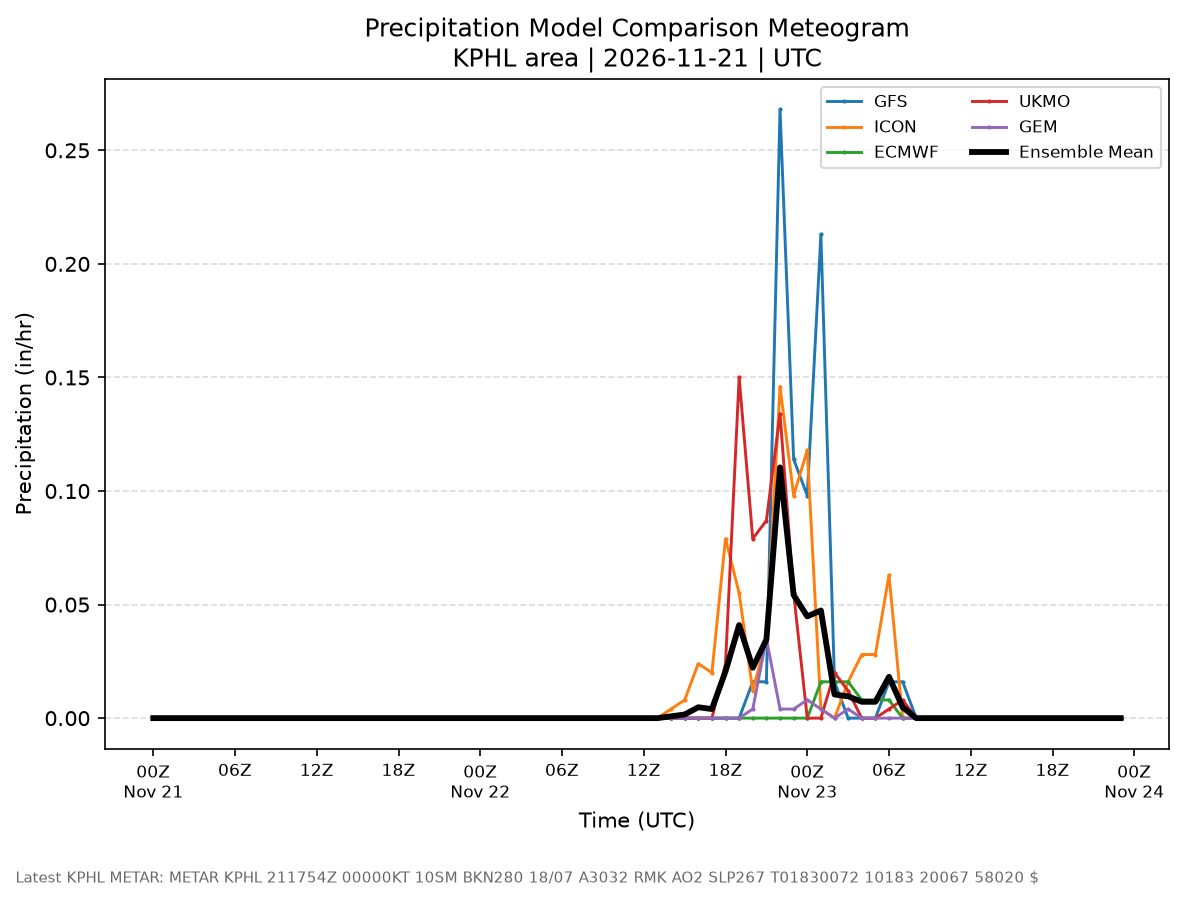 Precipitation Model Comparison Meteogram
KPHL area | 2026-11-21 | UTC
GFS
ICON
ECMWF
UKMO
GEM
Ensemble Mean
Precipitation (in/hr)
0.25
0.20
0.15
0.10
0.05
0.00
00Z 06Z 12Z 18Z 00Z 06Z 12Z 18Z 00Z 06Z 12Z 18Z 00Z
Nov 21 Nov 22 Nov 23 Nov 24
Time (UTC)
Latest KPHL METAR: METAR KPHL 211754Z 00000KT 10SM BKN280 18/07 A3032 RMK AO2 SLP267 T01830072 10183 20067 58020 $